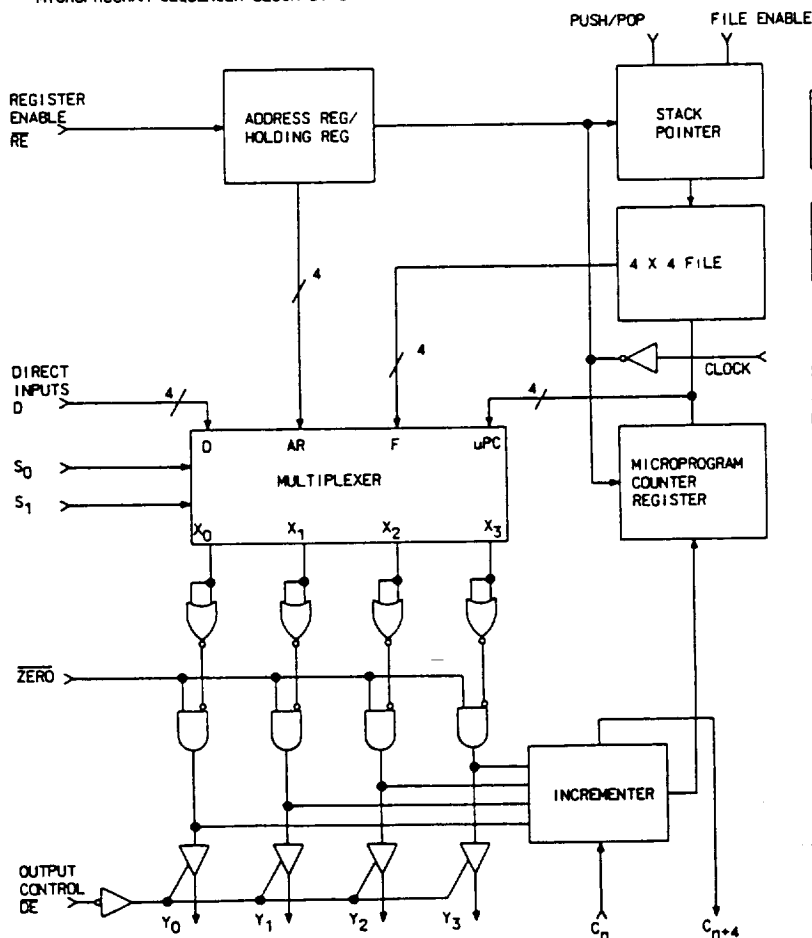 PUSH/POP
FILE ENABLE
REGISTER
ENABLE
RE
ADDRESS REG/
HOLDING REG
STACK
POINTER
4
4 X 4 FILE
4
CLOCK
DIRECT
INPUTS
D
4
4
D AR F uPC
S0
MULTIPLEXER
S1
X0 X1 X2 X3
MICROPROGRAM
COUNTER
REGISTER
ZERO
INCREMENTER
OUTPUT
CONTROL
OE
Y0 Y1 Y2 Y3
Cn
Cn+4